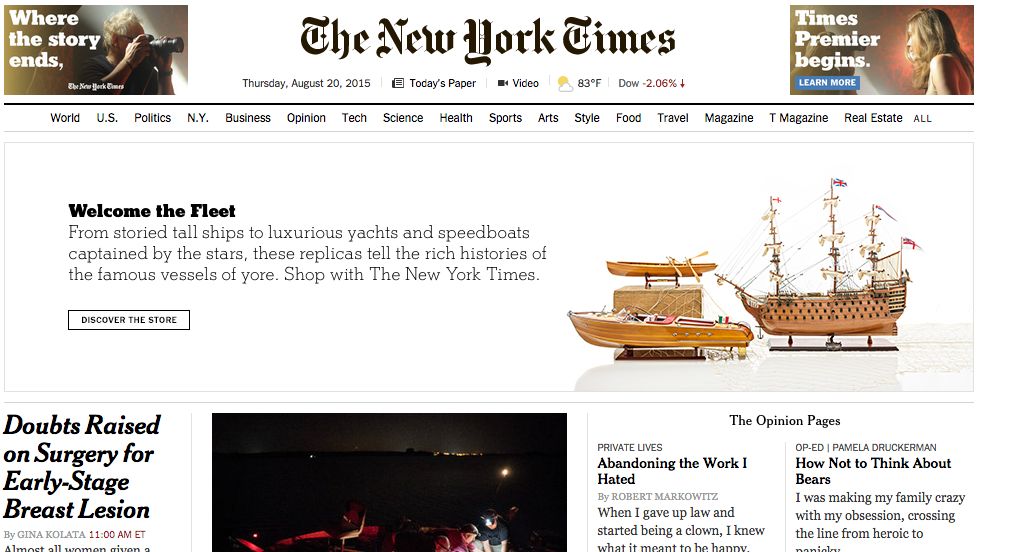 Where
the story
ends,
The New York Times
The New York Times
Times
Premier
begins.
LEARN MORE
Thursday, August 20, 2015
Today's Paper
Video
83°F
Dow -2.06% ↓
World U.S. Politics N.Y. Business Opinion Tech Science Health Sports Arts Style Food Travel Magazine T Magazine Real Estate ALL
Welcome the Fleet
From storied tall ships to luxurious yachts and speedboats
captained by the stars, these replicas tell the rich histories of
the famous vessels of yore. Shop with The New York Times.
DISCOVER THE STORE
Doubts Raised
on Surgery for
Early-Stage
Breast Lesion
By GINA KOLATA 11:00 AM ET
Almost all women given a
The Opinion Pages
PRIVATE LIVES
Abandoning the Work I
Hated
By ROBERT MARKOWITZ
When I gave up law and
started being a clown, I knew
what it meant to be happy.
OP-ED | PAMELA DRUCKERMAN
How Not to Think About
Bears
I was making my family crazy
with my obsession, crossing
the line from heroic to
panicky.